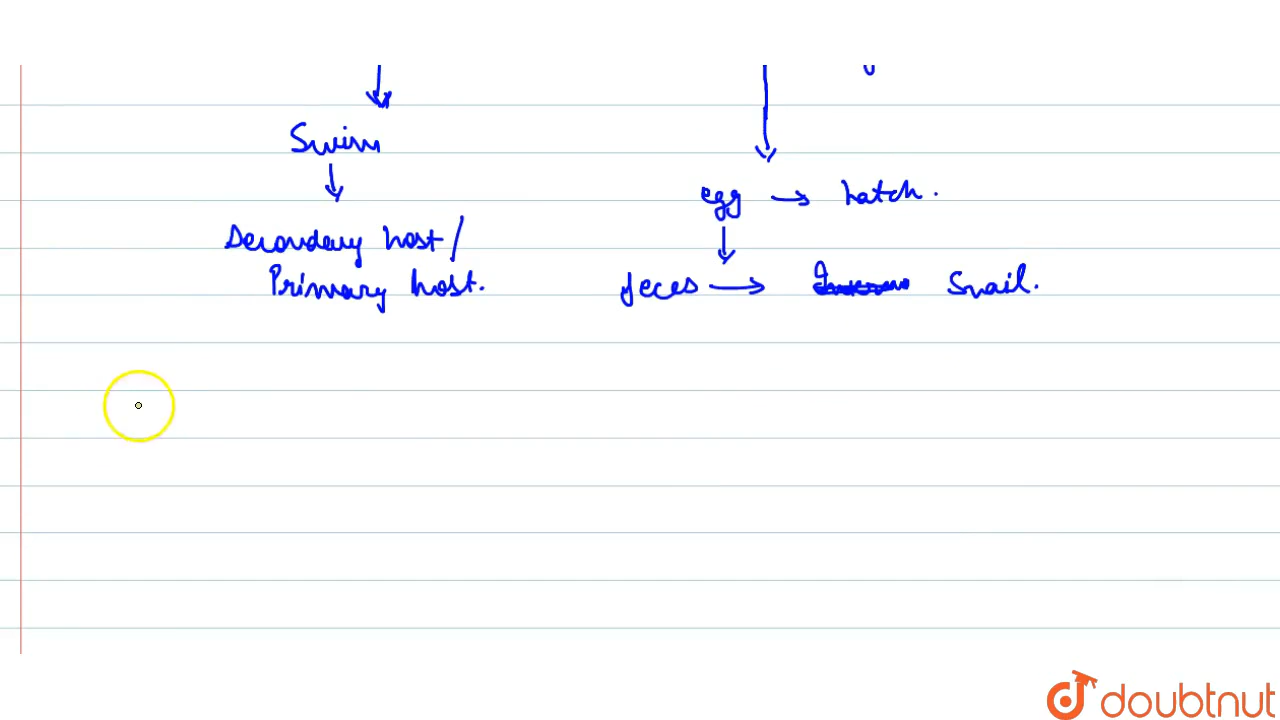 Swim
egg → hatch.
Secondary host/
Primary host.
feces → Snail.
doubtnut